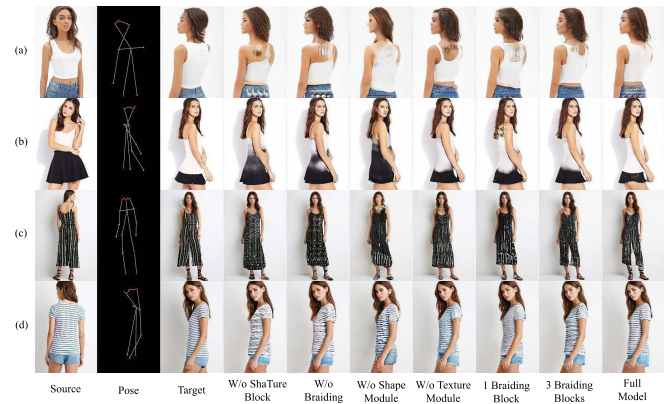 (a)
(b)
(c)
(d)
Source
Pose
Target
W/o ShaTure
Block
W/o
Braiding
W/o Shape
Module
W/o Texture
Module
1 Braiding
Block
3 Braiding
Blocks
Full
Model